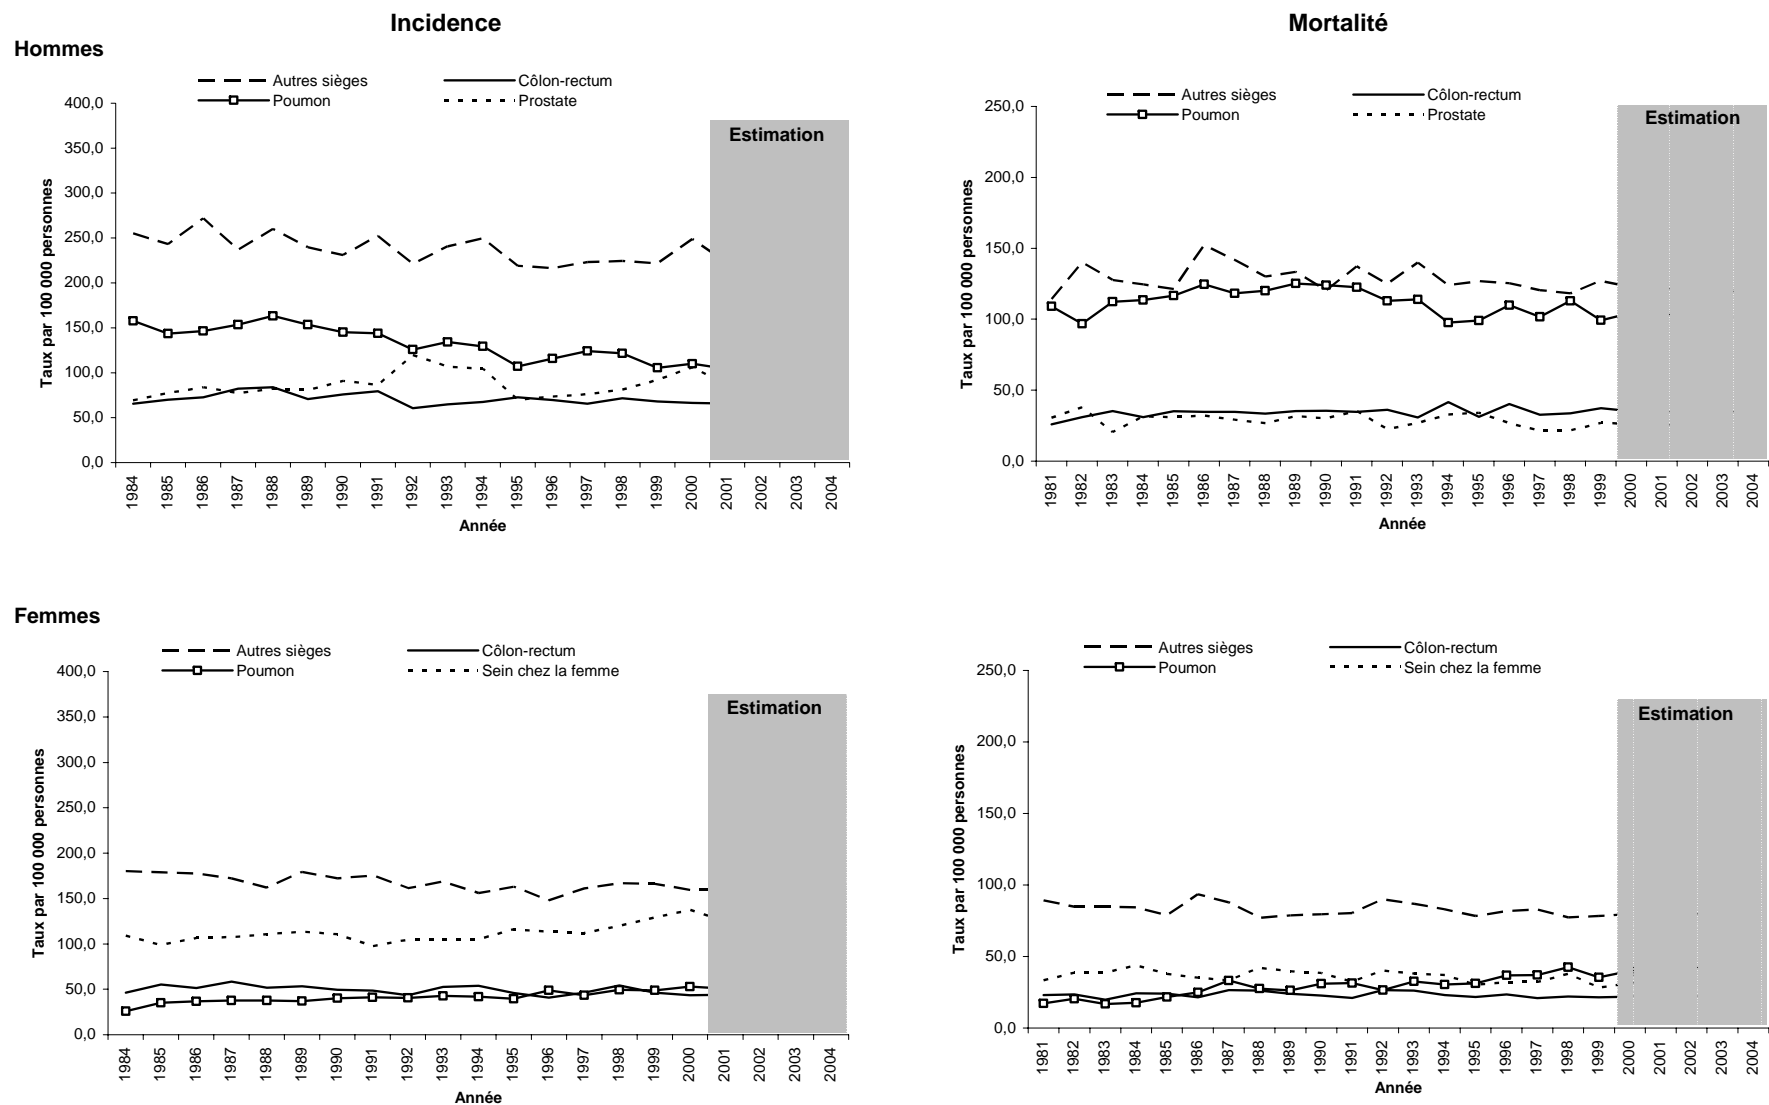 Incidence
Mortalité
Hommes
Autres sièges
Côlon-rectum
Poumon
Prostate
400,0
350,0
300,0
250,0
200,0
150,0
100,0
50,0
0,0
Taux par 100 000 personnes
Estimation
1984 1985 1986 1987 1988 1989 1990 1991 1992 1993 1994 1995 1996 1997 1998 1999 2000 2001 2002 2003 2004
Année
Autres sièges
Côlon-rectum
Poumon
Prostate
250,0
200,0
150,0
100,0
50,0
0,0
Taux par 100 000 personnes
Estimation
1981 1982 1983 1984 1985 1986 1987 1988 1989 1990 1991 1992 1993 1994 1995 1996 1997 1998 1999 2000 2001 2002 2003 2004
Année
Femmes
Autres sièges
Côlon-rectum
Poumon
Sein chez la femme
400,0
350,0
300,0
250,0
200,0
150,0
100,0
50,0
0,0
Taux par 100 000 personnes
Estimation
1984 1985 1986 1987 1988 1989 1990 1991 1992 1993 1994 1995 1996 1997 1998 1999 2000 2001 2002 2003 2004
Année
Autres sièges
Côlon-rectum
Poumon
Sein chez la femme
250,0
200,0
150,0
100,0
50,0
0,0
Taux par 100 000 personnes
Estimation
1981 1982 1983 1984 1985 1986 1987 1988 1989 1990 1991 1992 1993 1994 1995 1996 1997 1998 1999 2000 2001 2002 2003 2004
Année